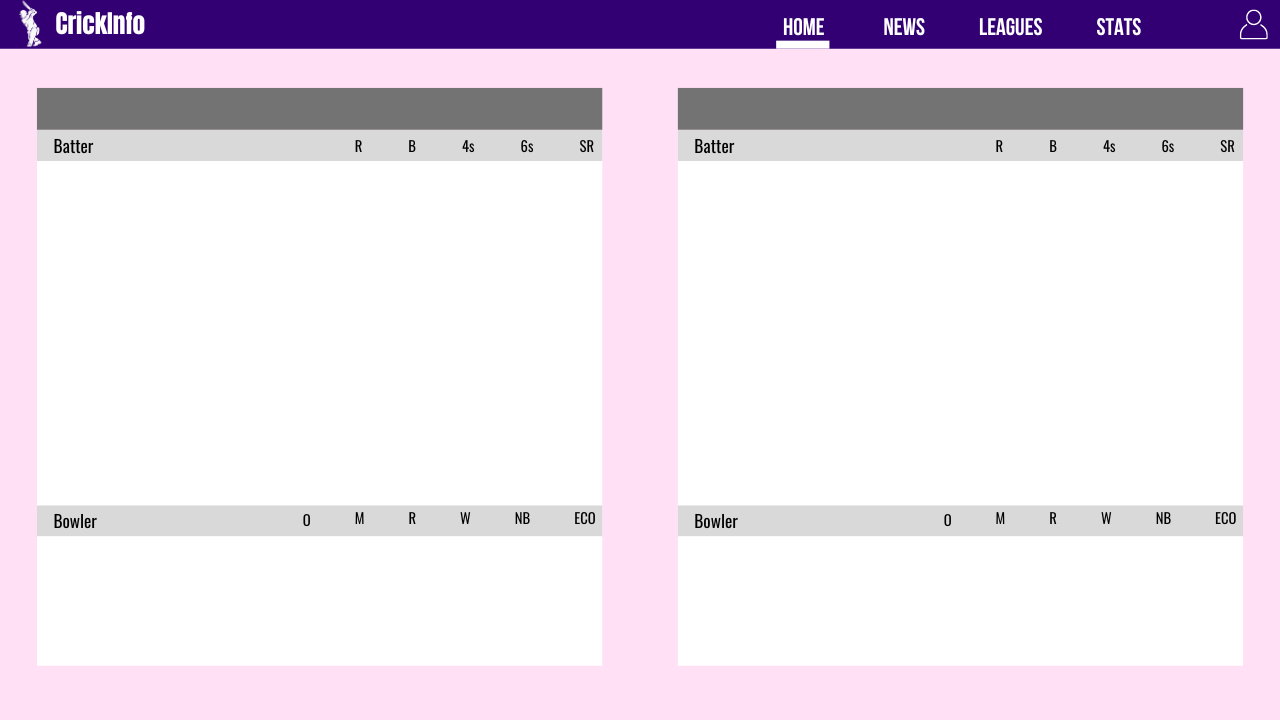 CrickInfo HOME NEWS LEAGUES STATS
Batter R B 4s 6s SR
Bowler O M R W NB ECO
Batter R B 4s 6s SR
Bowler O M R W NB ECO